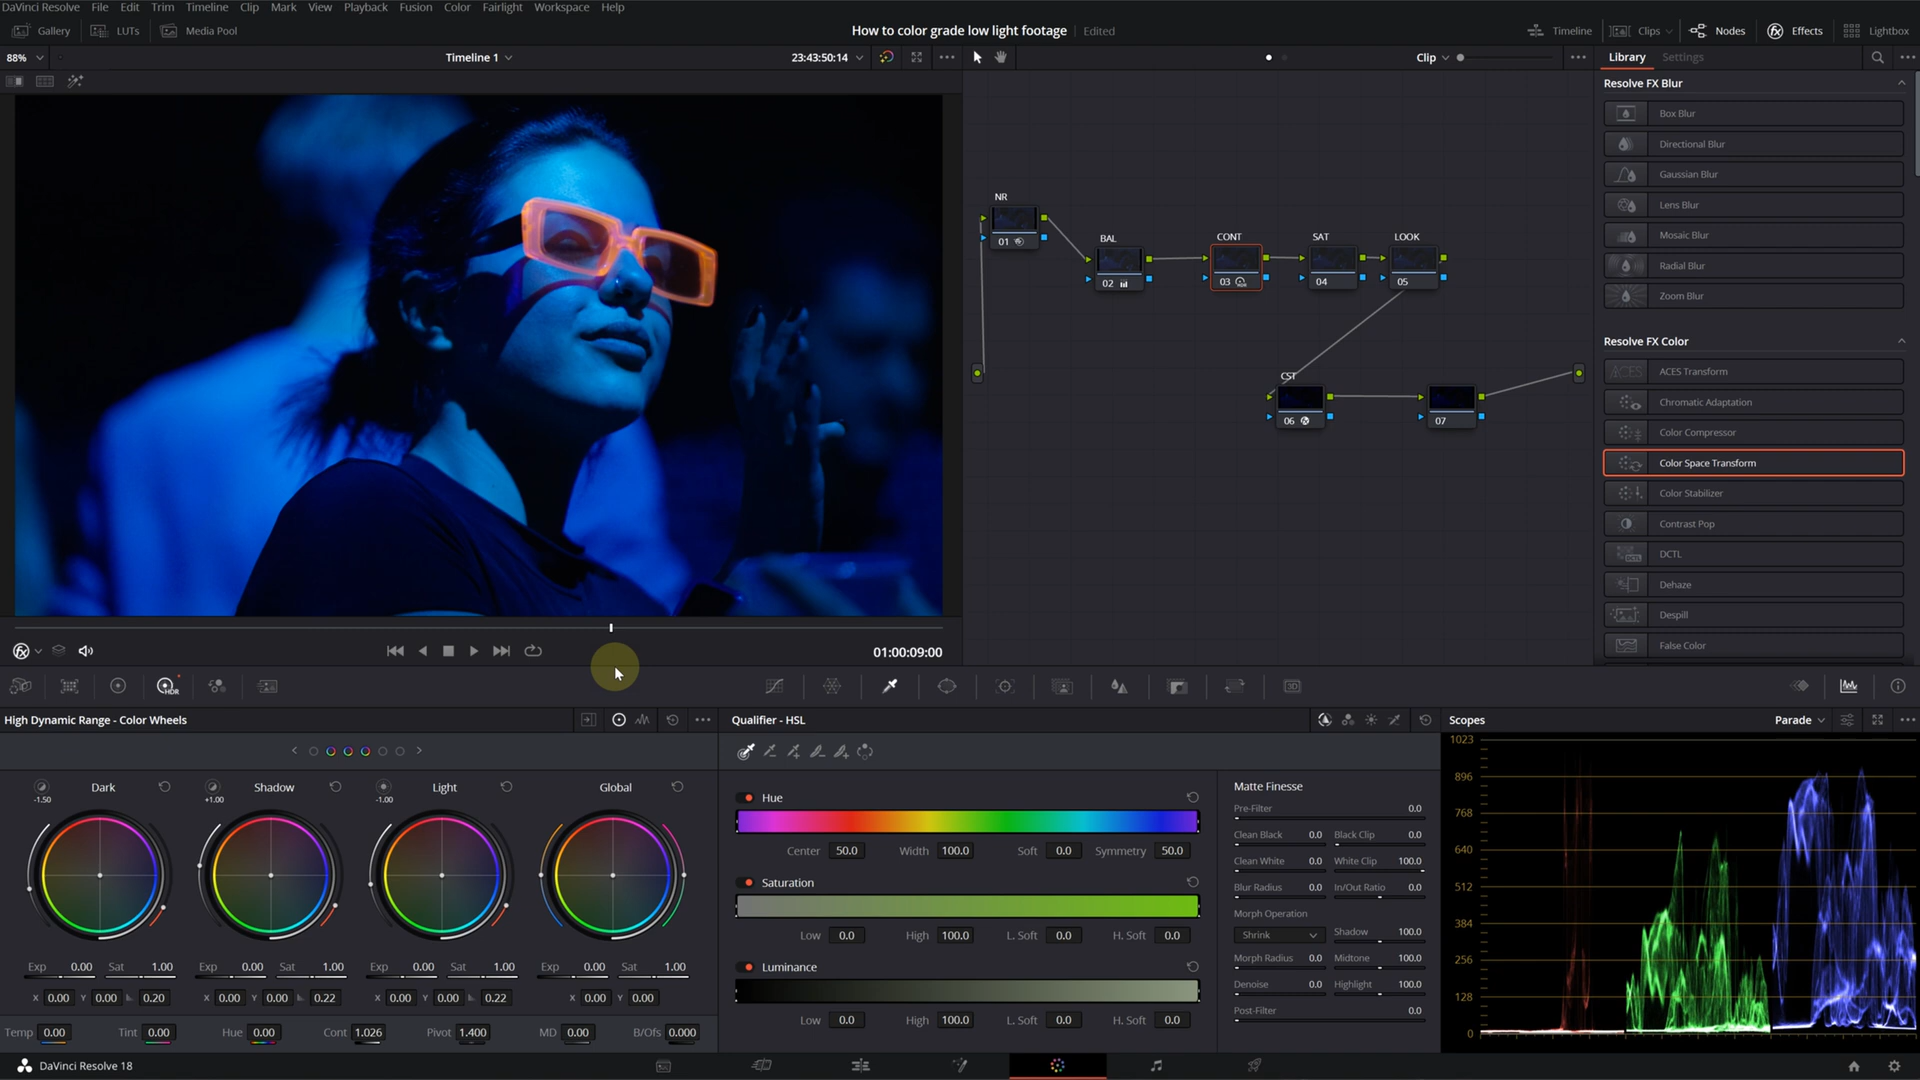 DaVinci Resolve File Edit Trim Timeline Clip Mark View Playback Fusion Color Fairlight Workspace Help
Gallery LUTs Media Pool How to color grade low light footage Edited Timeline Clips Nodes Effects Lightbox
88% Timeline 1 23:43:50:14 Clip Library Settings
Resolve FX Blur
Box Blur
Directional Blur
Gaussian Blur
Lens Blur
Mosaic Blur
Radial Blur
Zoom Blur
Resolve FX Color
ACES Transform
Chromatic Adaptation
Color Compressor
Color Space Transform
Color Stabilizer
Contrast Pop
DCTL
Dehaze
Despill
False Color
NR
01
BAL
02
CONT
03
SAT
04
LOOK
05
CST
06
07
01:00:09:00
HDR
3D
High Dynamic Range - Color Wheels
Dark Shadow Light Global
-1.50 +1.00 -1.00
Exp 0.00 Sat 1.00 Exp 0.00 Sat 1.00 Exp 0.00 Sat 1.00 Exp 0.00 Sat 1.00
X 0.00 Y 0.00 0.20 X 0.00 Y 0.00 0.22 X 0.00 Y 0.00 0.22 X 0.00 Y 0.00
Temp 0.00 Tint 0.00 Hue 0.00 Cont 1.026 Pivot 1.400 MD 0.00 B/Ofs 0.000
Qualifier - HSL
Hue
Center 50.0 Width 100.0 Soft 0.0 Symmetry 50.0
Saturation
Low 0.0 High 100.0 L. Soft 0.0 H. Soft 0.0
Luminance
Low 0.0 High 100.0 L. Soft 0.0 H. Soft 0.0
Matte Finesse
Pre-Filter 0.0
Clean Black 0.0 Black Clip 0.0
Clean White 0.0 White Clip 100.0
Blur Radius 0.0 In/Out Ratio 0.0
Morph Operation
Shrink Shadow 100.0
Morph Radius 0.0 Midtone 100.0
Denoise 0.0 Highlight 100.0
Post-Filter 0.0
Scopes Parade
1023
896
768
640
512
384
256
128
0
DaVinci Resolve 18